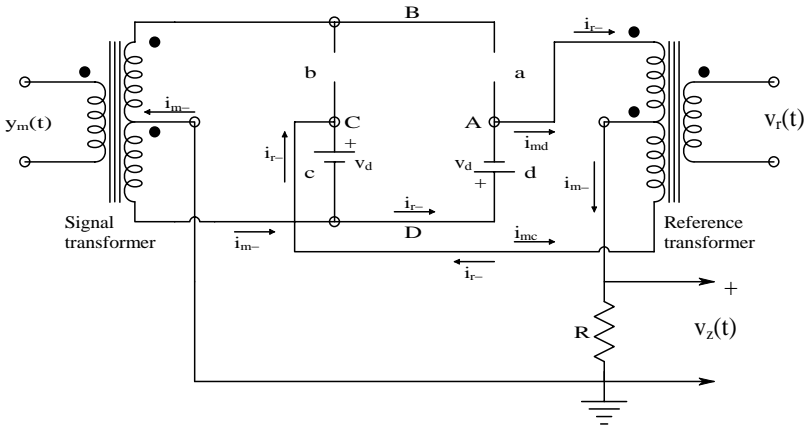 B
i_r–
b
a
i_m–
y_m(t)
v_r(t)
C
A
+
i_md
i_r–
v_d
v_d
c
d
+
i_m–
i_r–
Signal
transformer
Reference
transformer
D
i_m–
i_mc
i_r–
+
R
v_z(t)